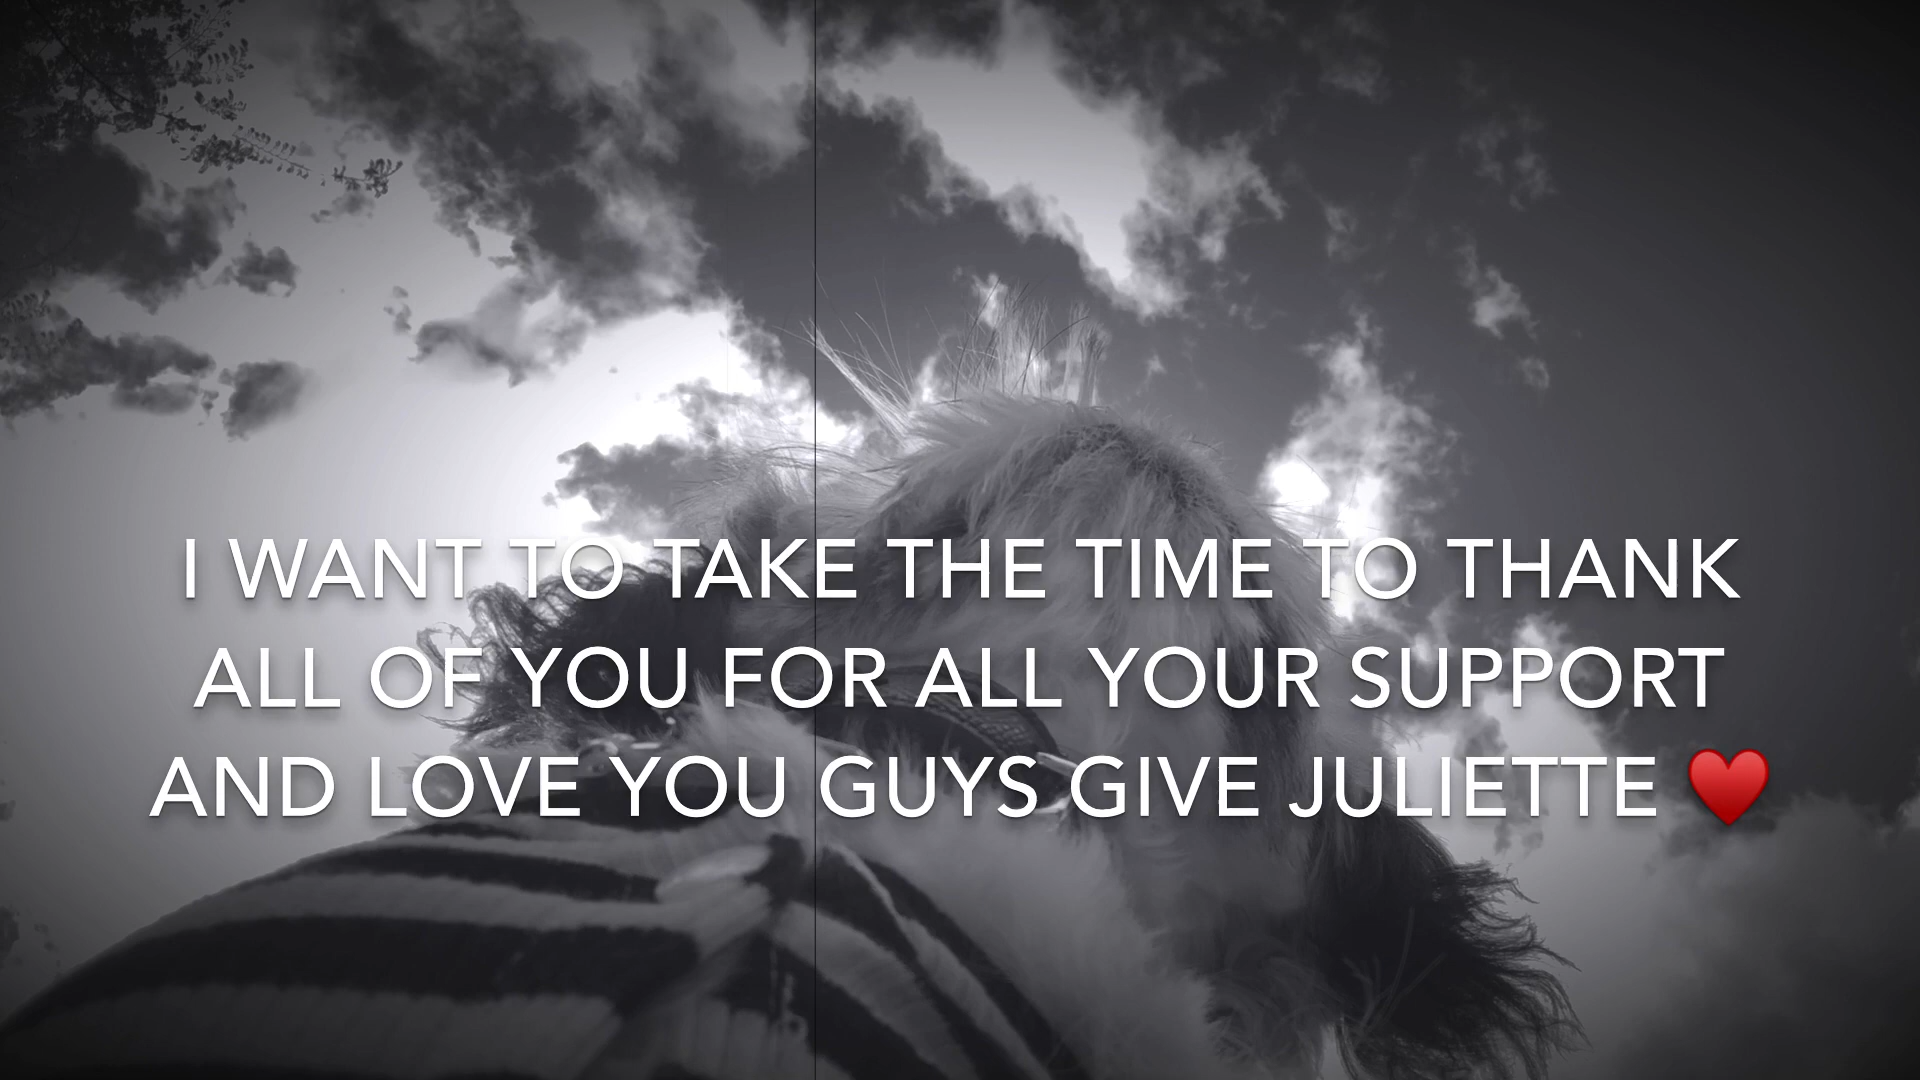 I WANT TO TAKE THE TIME TO THANK
ALL OF YOU FOR ALL YOUR SUPPORT
AND LOVE YOU GUYS GIVE JULIETTE ♥️